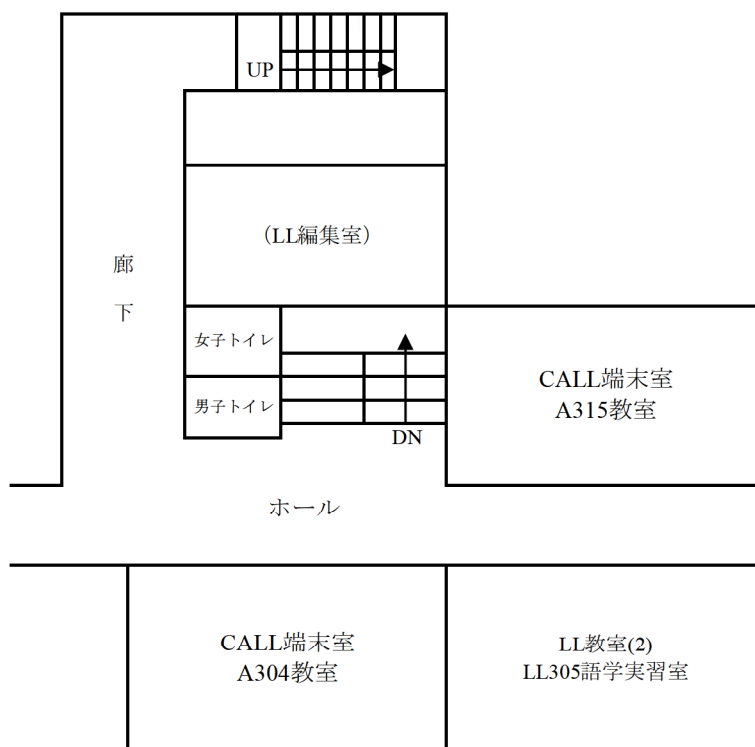 UP
(LL編集室)
廊
下
女子トイレ
男子トイレ
CALL端末室
A315教室
DN
ホール
CALL端末室
A304教室
LL教室(2)
LL305語学実習室